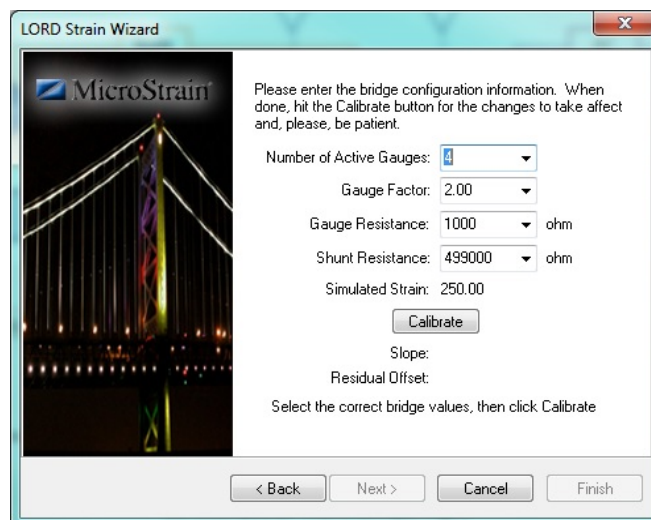 LORD Strain Wizard
MicroStrain
Please enter the bridge configuration information. When
done, hit the Calibrate button for the changes to take affect
and, please, be patient.
Number of Active Gauges: 4
Gauge Factor: 2.00
Gauge Resistance: 1000 ohm
Shunt Resistance: 499000 ohm
Simulated Strain: 250.00
Calibrate
Slope:
Residual Offset:
Select the correct bridge values, then click Calibrate
< Back Next > Cancel Finish